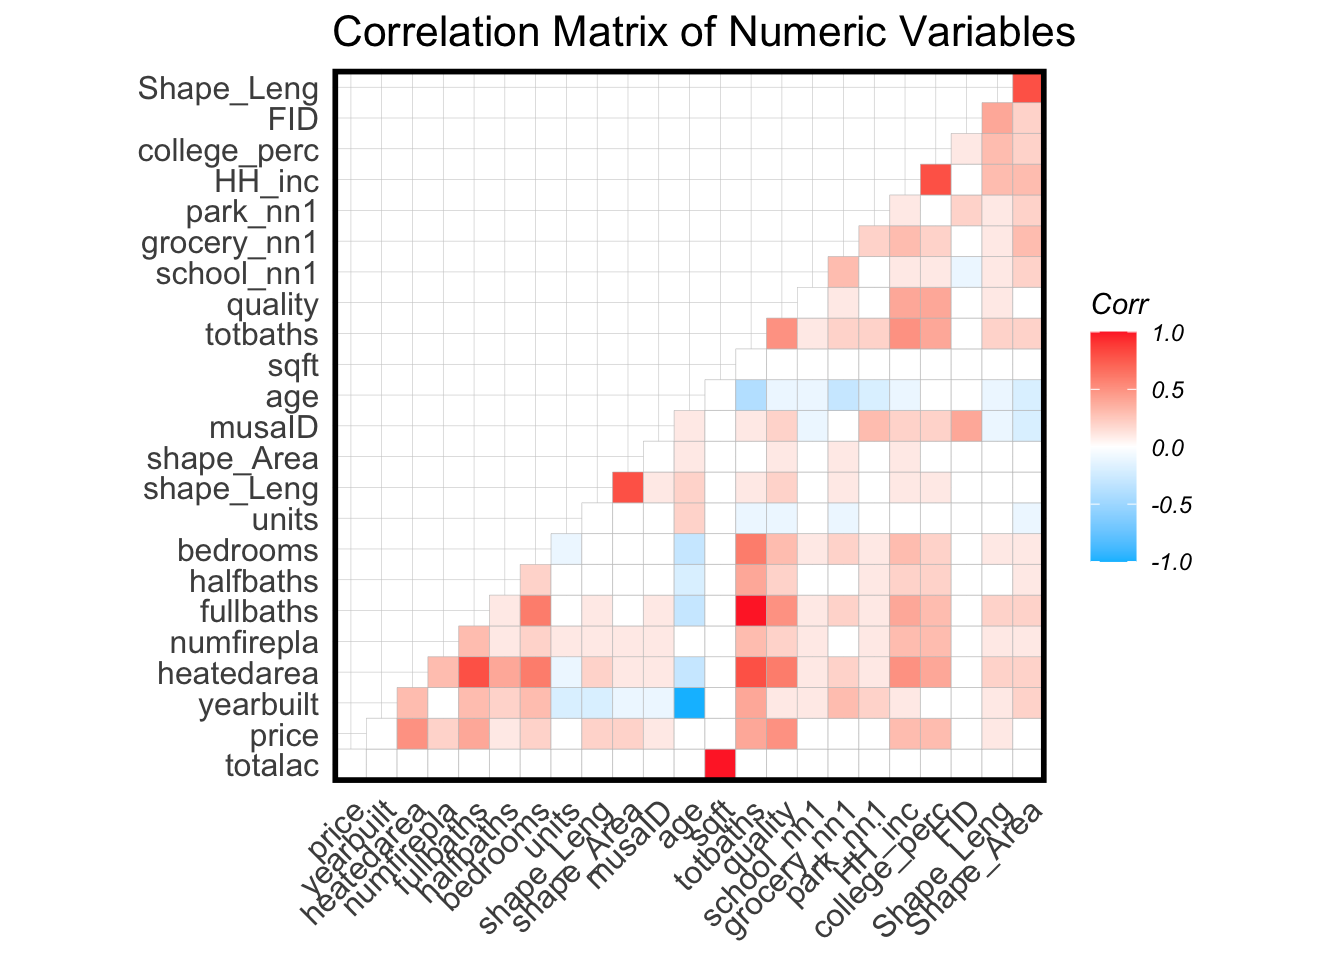 Correlation Matrix of Numeric Variables
Shape_Leng
FID
college_perc
HH_inc
park_nn1
grocery_nn1
school_nn1
quality
totbaths
sqft
age
musaID
shape_Area
shape_Leng
units
bedrooms
halfbaths
fullbaths
numfirepla
heatedarea
yearbuilt
price
totalac
price
yearbuilt
heatedarea
numfirepla
fullbaths
halfbaths
bedrooms
units
shape_Leng
shape_Area
musaID
age
sqft
totbaths
quality
school_nn1
grocery_nn1
park_nn1
HH_inc
college_perc
FID
Shape_Leng
Shape_Area
Corr
1.0
0.5
0.0
-0.5
-1.0